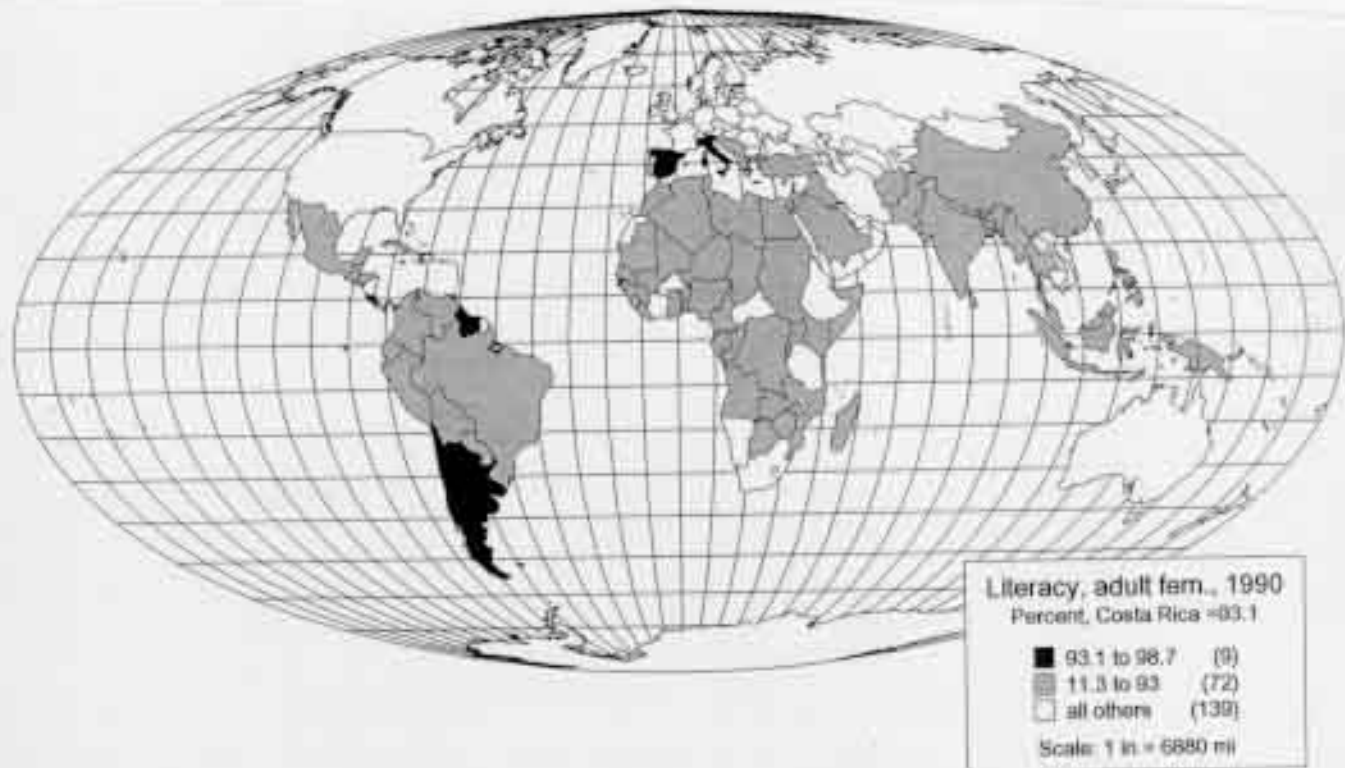 Literacy, adult fem., 1990
Percent, Costa Rica =93.1
93.1 to 98.7 (9)
11.3 to 93 (72)
all others (139)
Scale: 1 in = 6680 mi